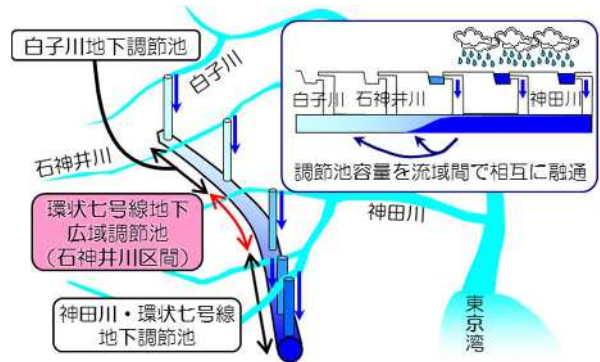 白子川地下調節池
白子川
石神井川
環状七号線地下
広域調節池
(石神井川区間)
神田川・環状七号線
地下調節池
神田川
東京湾
白子川
石神井川
神田川
調節池容量を流域間で相互に融通